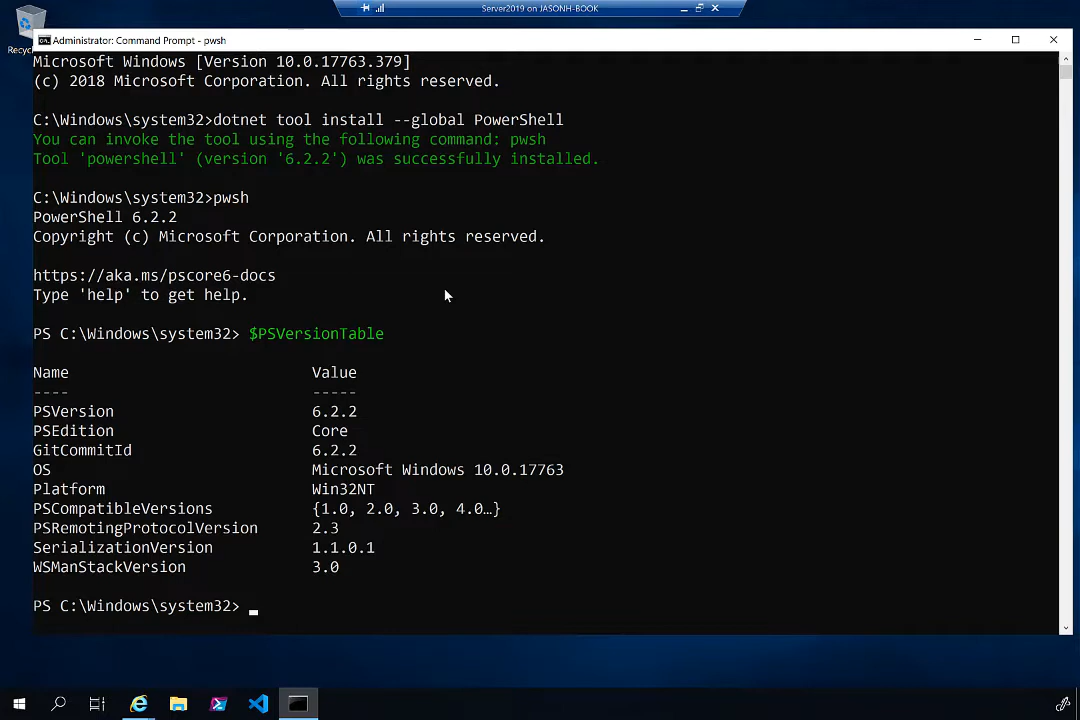 Server2019 on JASONH-BOOK
Recyc
Administrator: Command Prompt - pwsh
Microsoft Windows [Version 10.0.17763.379]
(c) 2018 Microsoft Corporation. All rights reserved.
C:\Windows\system32>dotnet tool install --global PowerShell
You can invoke the tool using the following command: pwsh
Tool 'powershell' (version '6.2.2') was successfully installed.
C:\Windows\system32>pwsh
PowerShell 6.2.2
Copyright (c) Microsoft Corporation. All rights reserved.
https://aka.ms/pscore6-docs
Type 'help' to get help.
PS C:\Windows\system32> $PSVersionTable
Name Value
---- -----
PSVersion 6.2.2
PSEdition Core
GitCommitId 6.2.2
OS Microsoft Windows 10.0.17763
Platform Win32NT
PSCompatibleVersions {1.0, 2.0, 3.0, 4.0…}
PSRemotingProtocolVersion 2.3
SerializationVersion 1.1.0.1
WSManStackVersion 3.0
PS C:\Windows\system32>